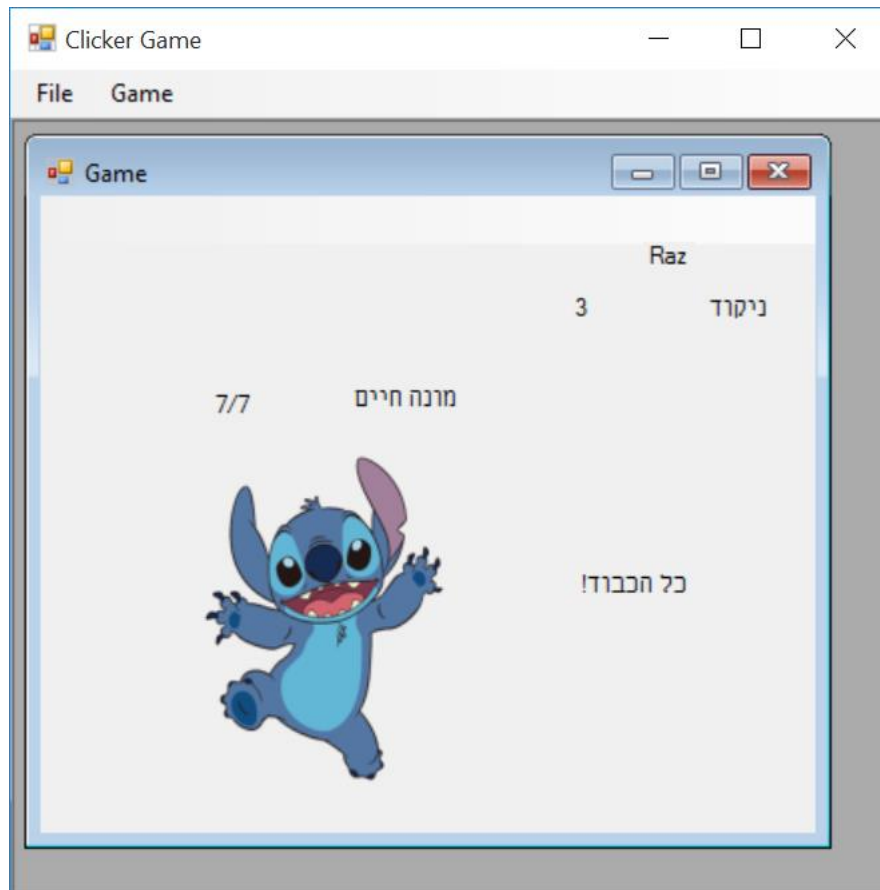 Clicker Game
File Game
Game
Raz
ניקוד 3
מונה חיים 7/7
כל הכבוד!